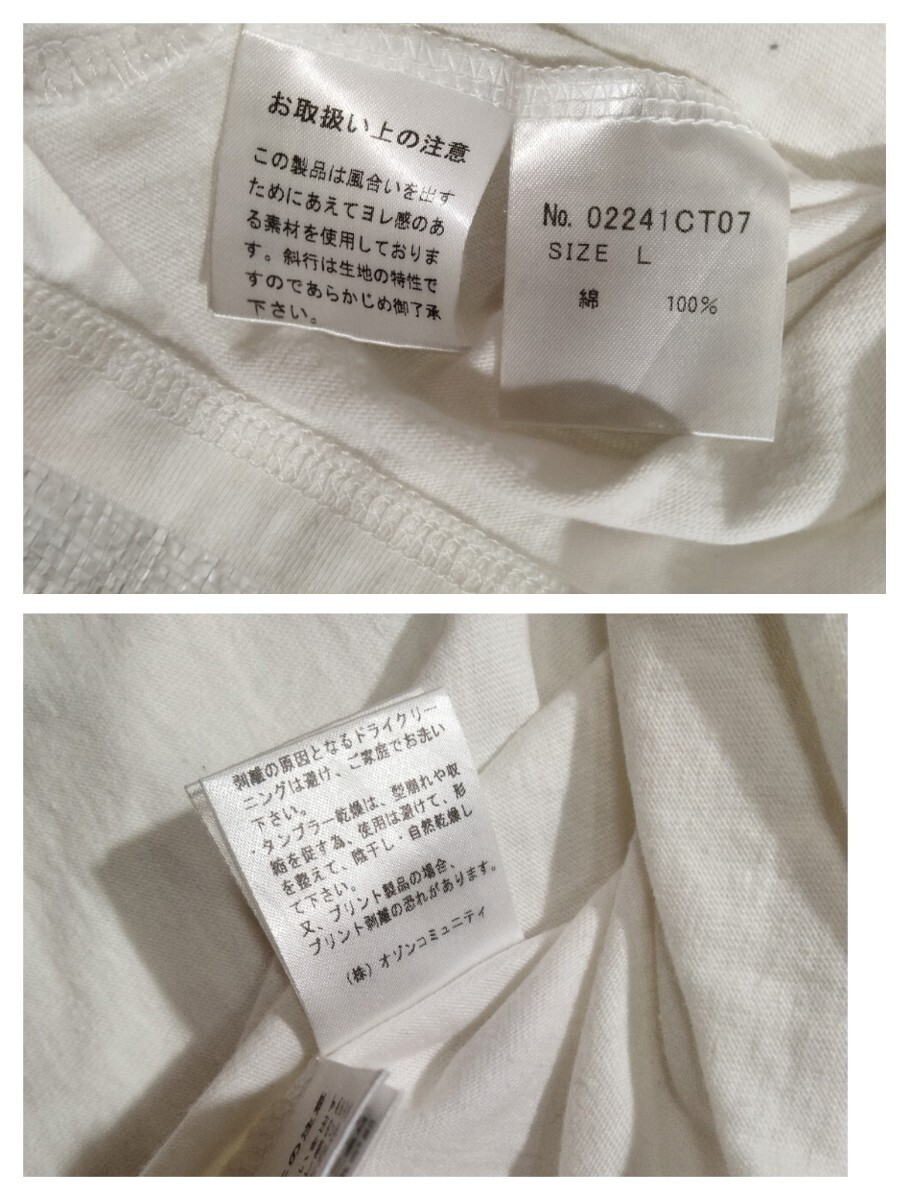 お取扱い上の注意
この製品は風合いを出す
ためにあえてヨレ感のあ
る素材を使用しておりま
す。斜行は生地の特性で
すのであらかじめ御了承
下さい。
No. 02241CT07
SIZE L
綿 100%
剥離の原因となるドライクリー
ニングは避け、ご家庭でお洗い
下さい。
タンブラー乾燥は、型崩れや収
縮を促す為、使用は避けて、形
を整えて、陰干し・自然乾燥し
て下さい。
又、プリント製品の場合、
プリント剥離の恐れがあります。
(株) オゾンコミュニティ